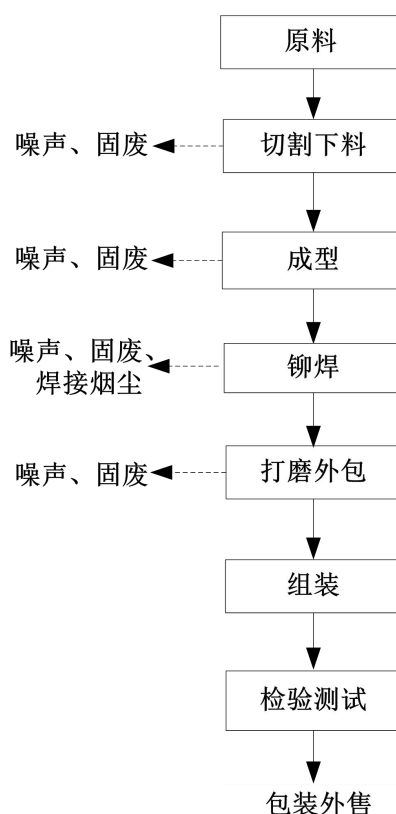 原料
噪声、固废
切割下料
噪声、固废
成型
噪声、固废、
焊接烟尘
铆焊
噪声、固废
打磨外包
组装
检验测试
包装外售